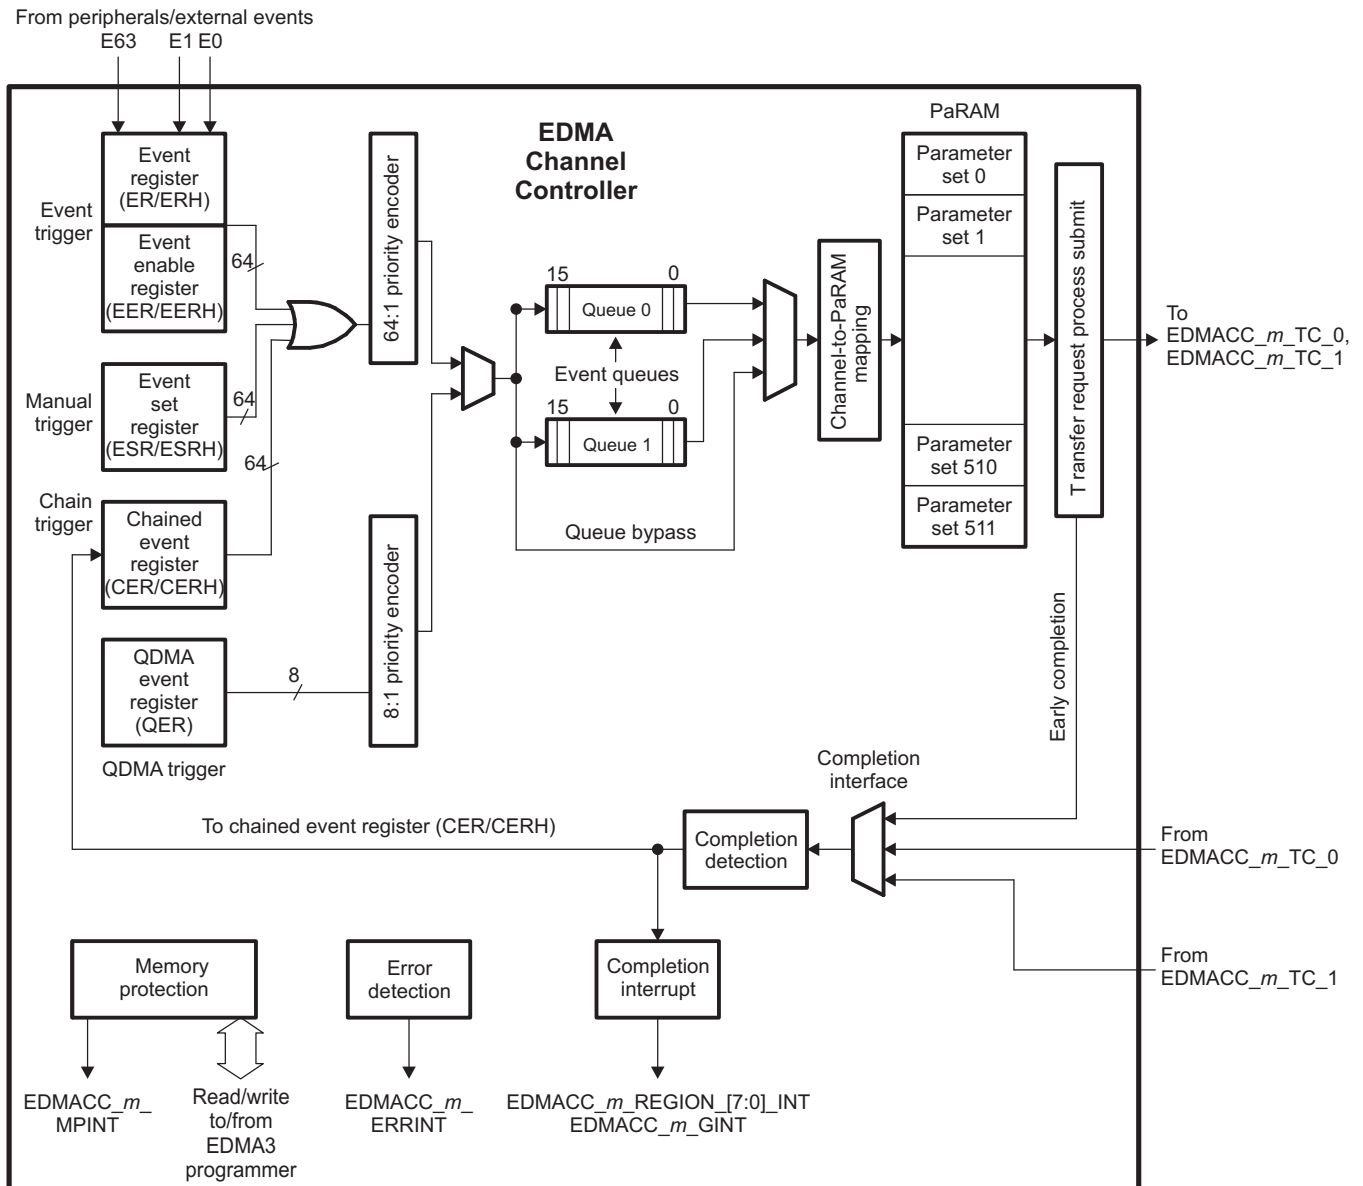 From peripherals/external events
E63 E1 E0
EDMA
Channel
Controller
PaRAM
Event
register
(ER/ERH)
Event
trigger
Event
enable
register
(EER/EERH)
64
Manual
trigger
Event
set
register
(ESR/ESRH)
64
64
Chain
trigger
Chained
event
register
(CER/CERH)
QDMA
event
register
(QER)
8
QDMA trigger
64:1 priority encoder
8:1 priority encoder
15 0
Queue 0
Event queues
15 0
Queue 1
Queue bypass
Channel-to-PaRAM
mapping
Parameter
set 0
Parameter
set 1
Parameter
set 510
Parameter
set 511
T ransfer request process submit
To
EDMACC_m_TC_0,
EDMACC_m_TC_1
Early completion
Completion
interface
To chained event register (CER/CERH)
Completion
detection
From
EDMACC_m_TC_0
From
EDMACC_m_TC_1
Memory
protection
Error
detection
Completion
interrupt
EDMACC_m_
MPINT
Read/write
to/from
EDMA3
programmer
EDMACC_m_
ERRINT
EDMACC_m_REGION_[7:0]_INT
EDMACC_m_GINT